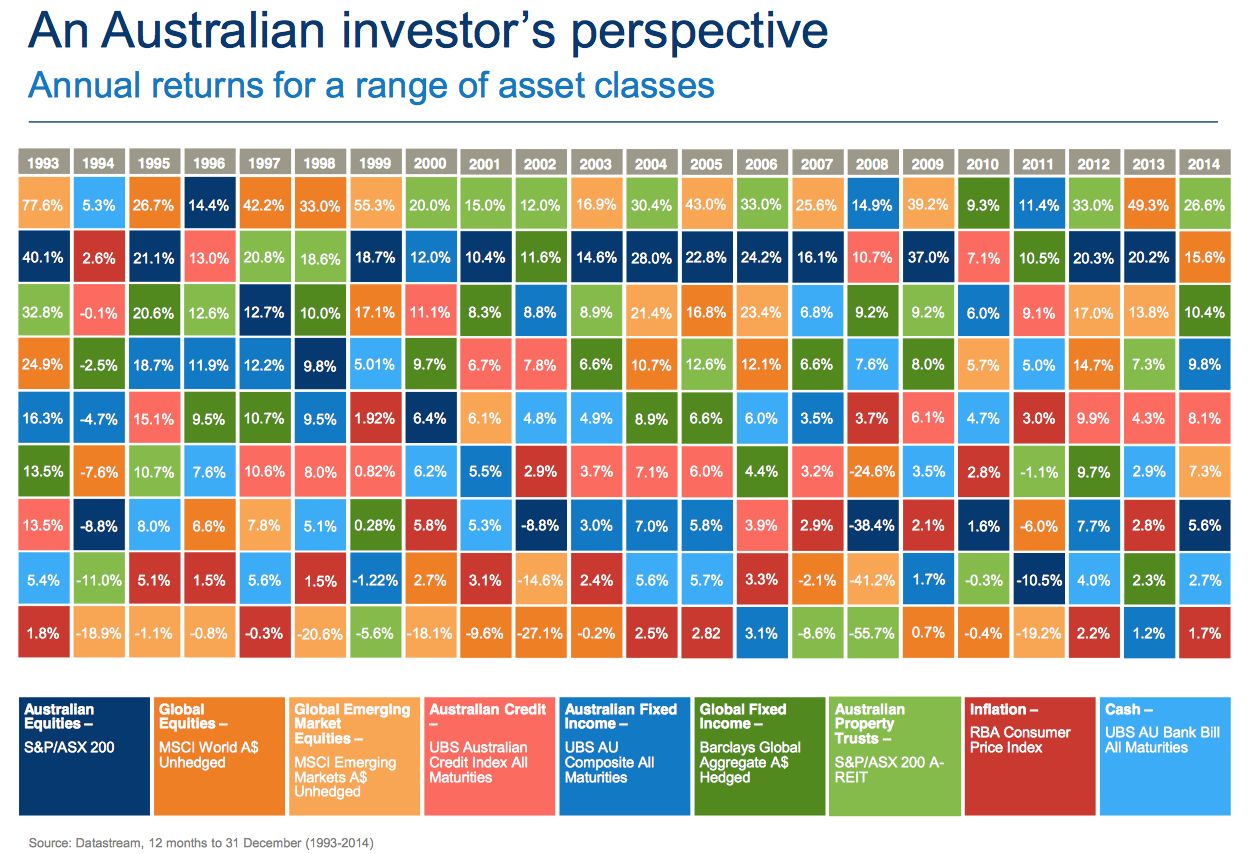 An Australian investor’s perspective
Annual returns for a range of asset classes
1993 1994 1995 1996 1997 1998 1999 2000 2001 2002 2003 2004 2005 2006 2007 2008 2009 2010 2011 2012 2013 2014
77.6% 5.3% 26.7% 14.4% 42.2% 33.0% 55.3% 20.0% 15.0% 12.0% 16.9% 30.4% 43.0% 33.0% 25.6% 14.9% 39.2% 9.3% 11.4% 33.0% 49.3% 26.6%
40.1% 2.6% 21.1% 13.0% 20.8% 18.6% 18.7% 12.0% 10.4% 11.6% 14.6% 28.0% 22.8% 24.2% 16.1% 10.7% 37.0% 7.1% 10.5% 20.3% 20.2% 15.6%
32.8% -0.1% 20.6% 12.6% 12.7% 10.0% 17.1% 11.1% 8.3% 8.8% 8.9% 21.4% 16.8% 23.4% 6.8% 9.2% 9.2% 6.0% 9.1% 17.0% 13.8% 10.4%
24.9% -2.5% 18.7% 11.9% 12.2% 9.8% 5.01% 9.7% 6.7% 7.8% 6.6% 10.7% 12.6% 12.1% 6.6% 7.6% 8.0% 5.7% 5.0% 14.7% 7.3% 9.8%
16.3% -4.7% 15.1% 9.5% 10.7% 9.5% 1.92% 6.4% 6.1% 4.8% 4.9% 8.9% 6.6% 6.0% 3.5% 3.7% 6.1% 4.7% 3.0% 9.9% 4.3% 8.1%
13.5% -7.6% 10.7% 7.6% 10.6% 8.0% 0.82% 6.2% 5.5% 2.9% 3.7% 7.1% 6.0% 4.4% 3.2% -24.6% 3.5% 2.8% -1.1% 9.7% 2.9% 7.3%
13.5% -8.8% 8.0% 6.6% 7.8% 5.1% 0.28% 5.8% 5.3% -8.8% 3.0% 7.0% 5.8% 3.9% 2.9% -38.4% 2.1% 1.6% -6.0% 7.7% 2.8% 5.6%
5.4% -11.0% 5.1% 1.5% 5.6% 1.5% -1.22% 2.7% 3.1% -14.6% 2.4% 5.6% 5.7% 3.3% -2.1% -41.2% 1.7% -0.3% -10.5% 4.0% 2.3% 2.7%
1.8% -18.9% -1.1% -0.8% -0.3% -20.6% -5.6% -18.1% -9.6% -27.1% -0.2% 2.5% 2.82 3.1% -8.6% -55.7% 0.7% -0.4% -19.2% 2.2% 1.2% 1.7%
Australian
Equities –
S&P/ASX 200
Global
Equities –
MSCI World A$
Unhedged
Global Emerging
Market
Equities –
MSCI Emerging
Markets A$
Unhedged
Australian Credit
–
UBS Australian
Credit Index All
Maturities
Australian Fixed
Income –
UBS AU
Composite All
Maturities
Global Fixed
Income –
Barclays Global
Aggregate A$
Hedged
Australian
Property
Trusts –
S&P/ASX 200 A-
REIT
Inflation –
RBA Consumer
Price Index
Cash –
UBS AU Bank Bill
All Maturities
Source: Datastream, 12 months to 31 December (1993-2014)